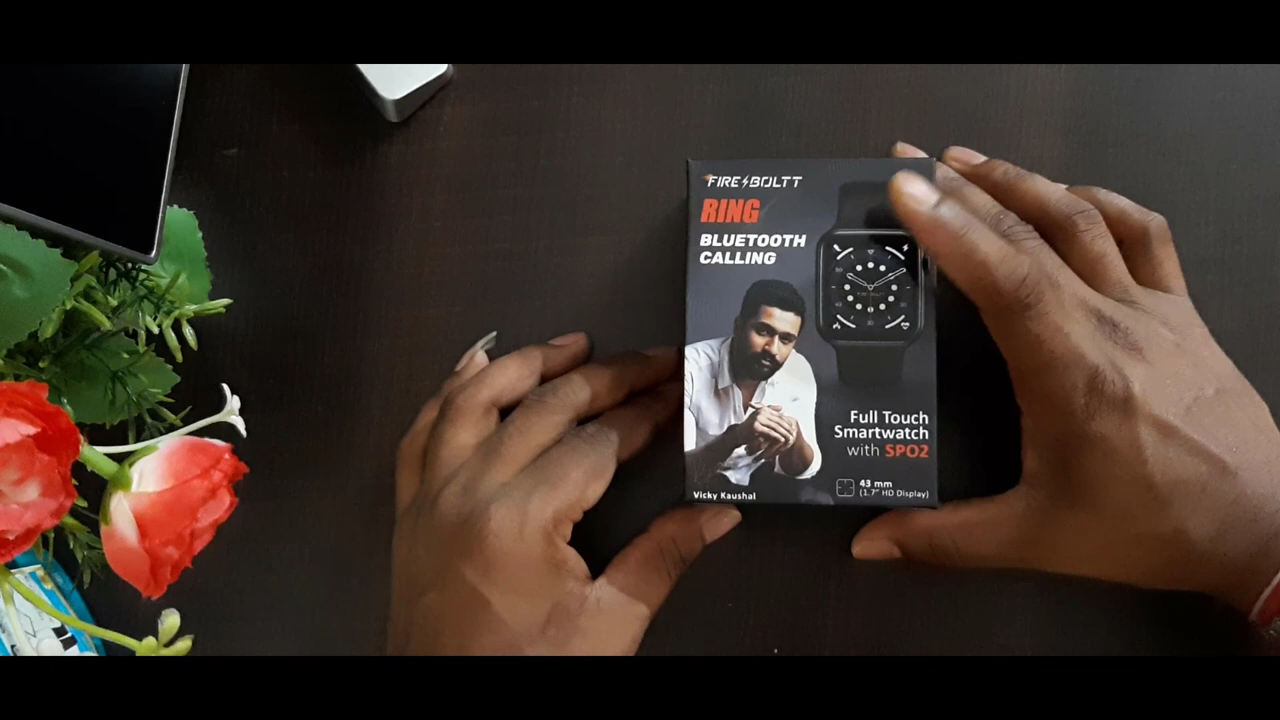 FIRE BOLTT
RING
BLUETOOTH
CALLING
Full Touch
Smartwatch
with SPO2
43 mm
(1.7" HD Display)
Vicky Kaushal